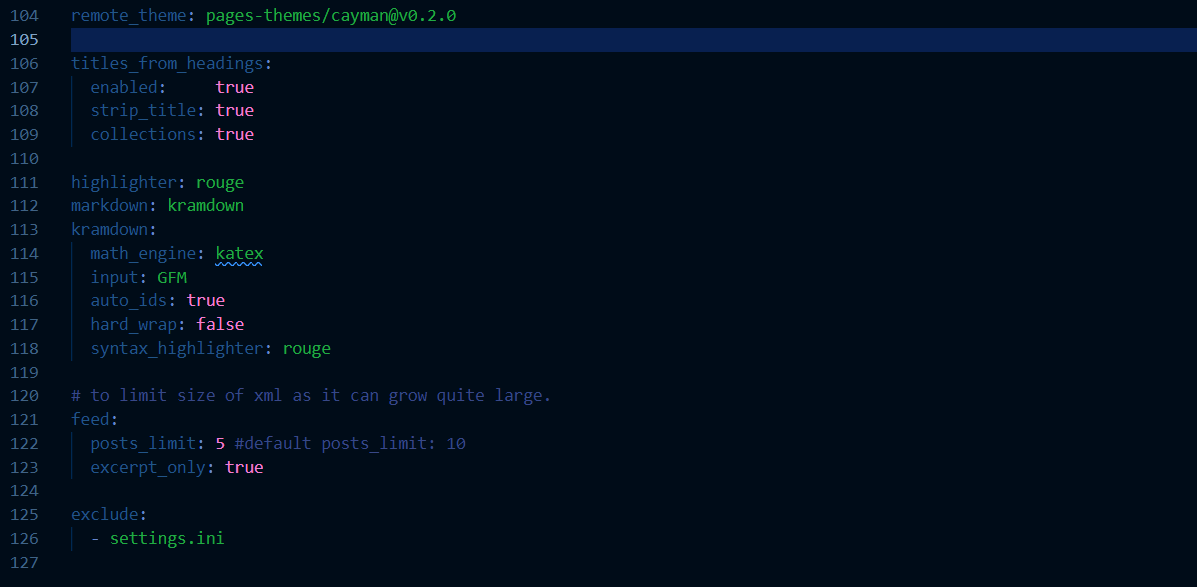 104 remote_theme: pages-themes/cayman@v0.2.0
105
106 titles_from_headings:
107   enabled:     true
108   strip_title: true
109   collections: true
110
111 highlighter: rouge
112 markdown: kramdown
113 kramdown:
114   math_engine: katex
115   input: GFM
116   auto_ids: true
117   hard_wrap: false
118   syntax_highlighter: rouge
119
120 # to limit size of xml as it can grow quite large.
121 feed:
122   posts_limit: 5 #default posts_limit: 10
123   excerpt_only: true
124
125 exclude:
126   - settings.ini
127